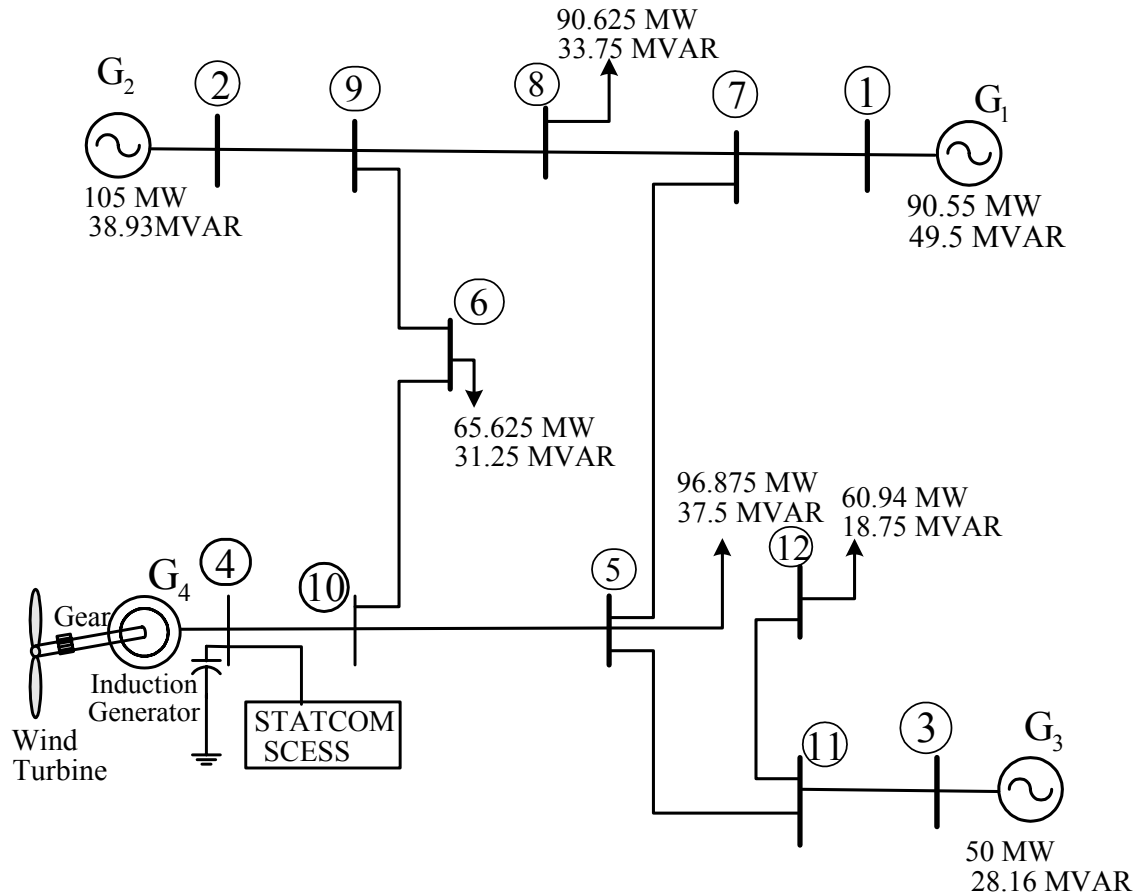 90.625 MW
33.75 MVAR
G2
2
9
8
7
1
G1
105 MW
38.93MVAR
90.55 MW
49.5 MVAR
6
65.625 MW
31.25 MVAR
96.875 MW
37.5 MVAR
60.94 MW
18.75 MVAR
12
G4
4
10
5
Gear
Induction
Generator
STATCOM
SCESS
Wind
Turbine
11
3
G3
50 MW
28.16 MVAR